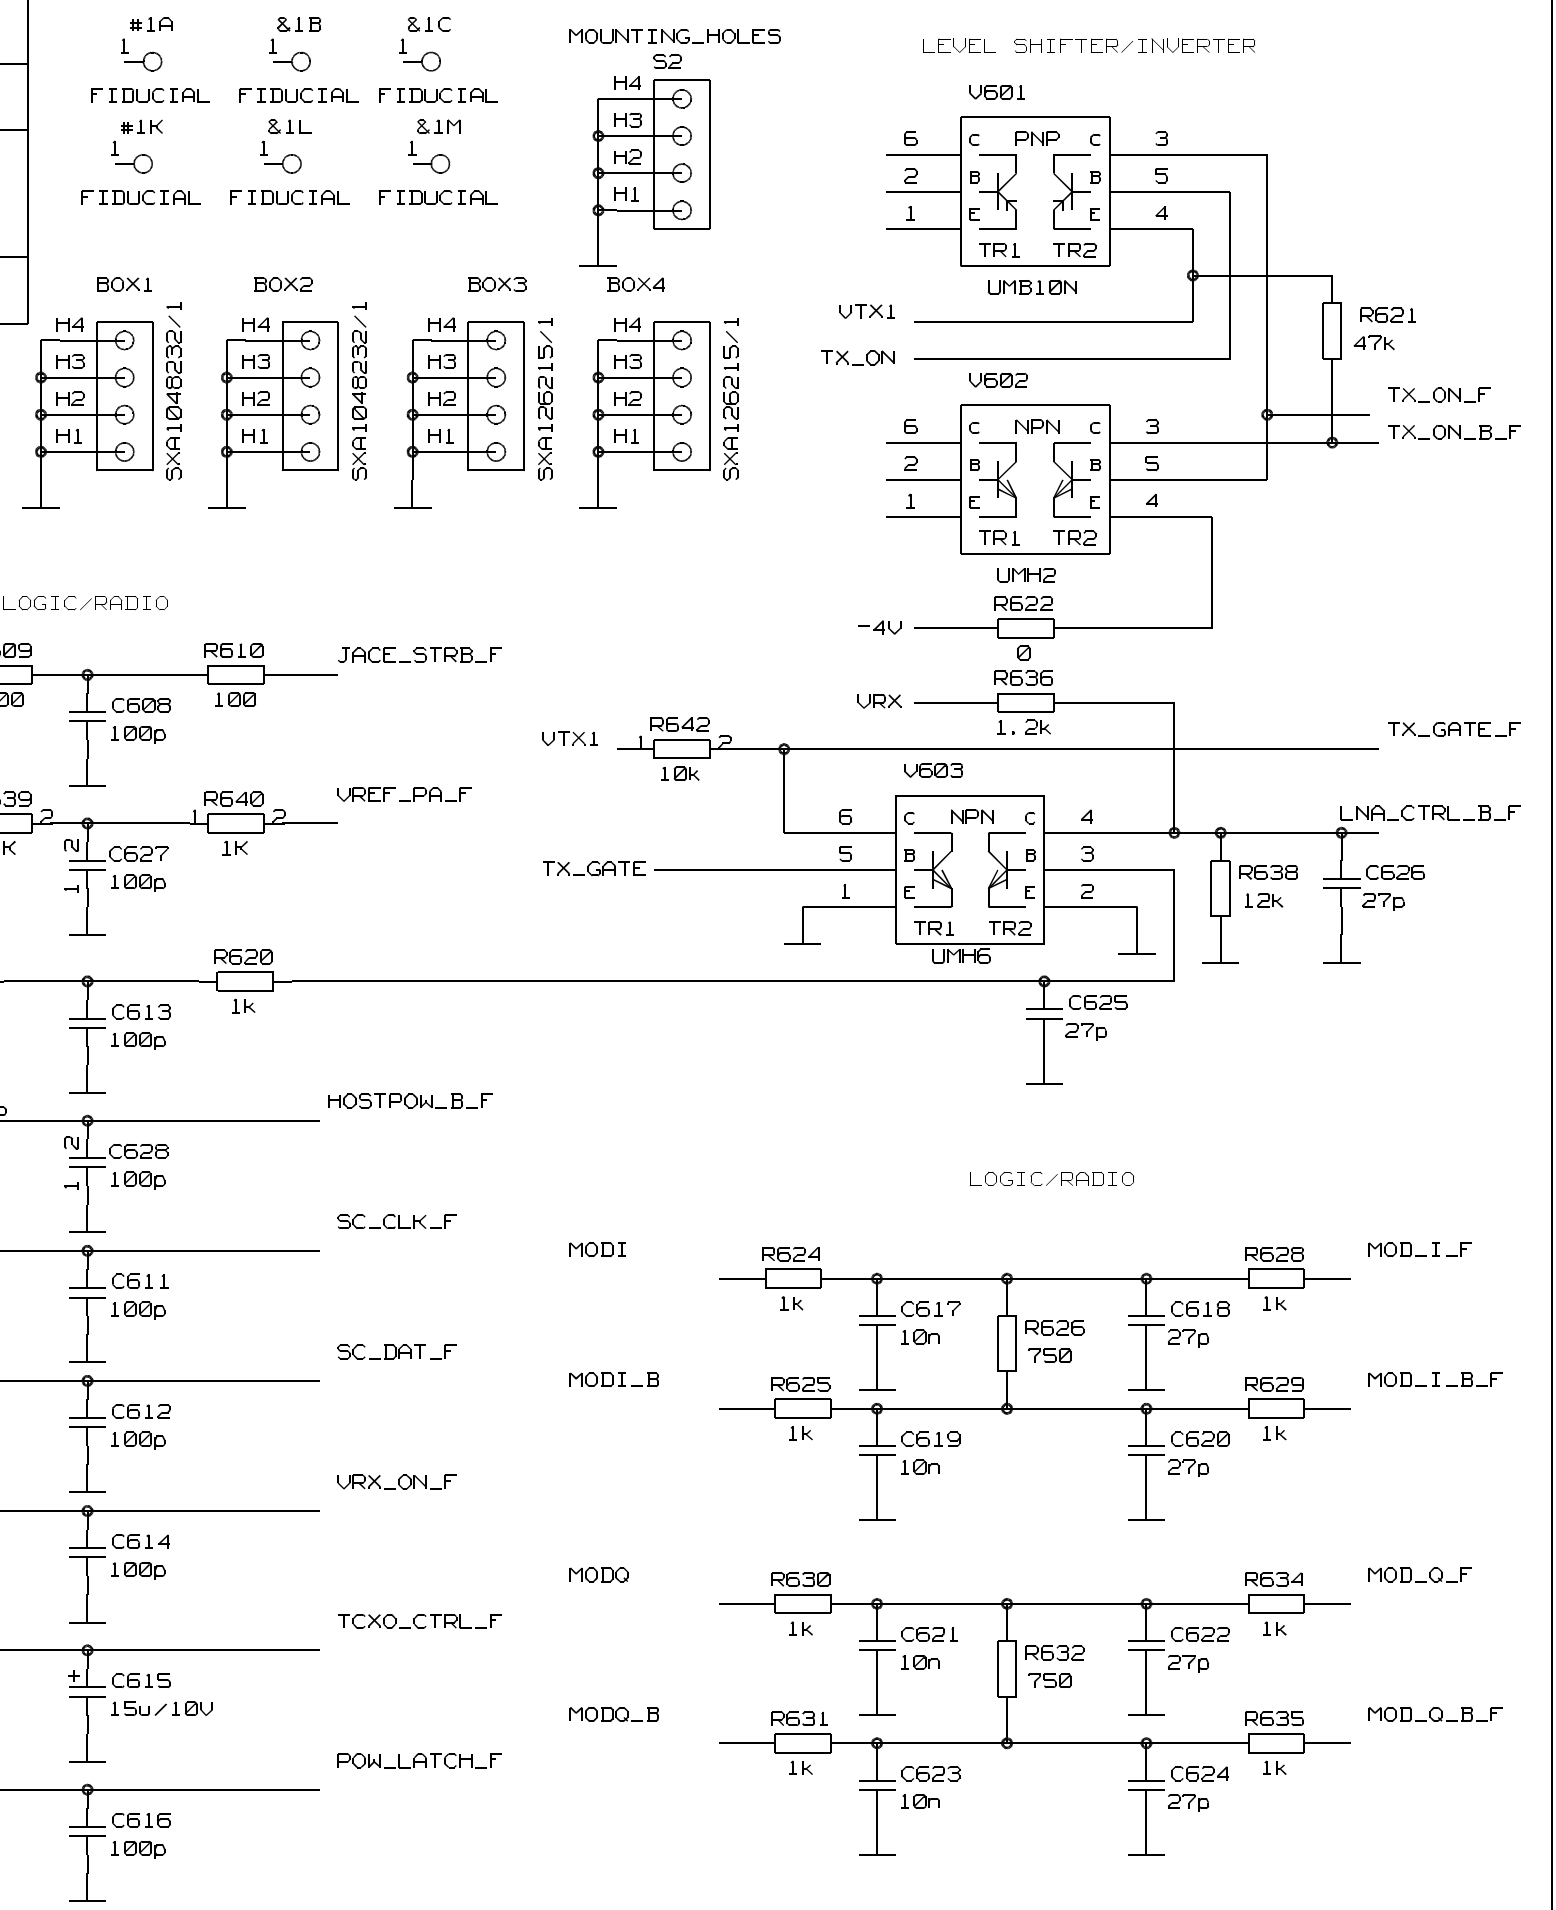 #1A
&1B
&1C
1
1
1
FIDUCIAL
FIDUCIAL
FIDUCIAL
#1K
&1L
&1M
1
1
1
FIDUCIAL
FIDUCIAL
FIDUCIAL
MOUNTING_HOLES
S2
H4
H3
H2
H1
BOX1
H4
H3
H2
H1
SXA1048232/1
BOX2
H4
H3
H2
H1
SXA1048232/1
BOX3
H4
H3
H2
H1
SXA126215/1
BOX4
H4
H3
H2
H1
SXA126215/1
LEVEL SHIFTER/INVERTER
V601
6 C PNP C 3
2 B B 5
1 E E 4
TR1 TR2
UMB10N
VTX1
TX_ON
R621
47k
V602
TX_ON_F
TX_ON_B_F
6 C NPN C 3
2 B B 5
1 E E 4
TR1 TR2
UMH2
R622
-4V
0
R636
VRX
1.2k
VTX1
1 R642 2
10k
TX_GATE_F
V603
6 C NPN C 4
5 B B 3
1 E E 2
TR1 TR2
UMH6
TX_GATE
LNA_CTRL_B_F
R638
12k
C626
27p
C625
27p
LOGIC/RADIO
609
00
R610
100
JACE_STRB_F
C608
100p
639 2
K
1 R640 2
1K
VREF_PA_F
2
1
C627
100p
R620
1k
C613
100p
HOSTPOW_B_F
2
1
C628
100p
SC_CLK_F
C611
100p
SC_DAT_F
C612
100p
VRX_ON_F
C614
100p
TCXO_CTRL_F
+
C615
15u/10V
POW_LATCH_F
C616
100p
LOGIC/RADIO
MODI
R624
1k
R628
1k
MOD_I_F
C617
10n
R626
750
C618
27p
MODI_B
R625
1k
R629
1k
MOD_I_B_F
C619
10n
C620
27p
MODQ
R630
1k
R634
1k
MOD_Q_F
C621
10n
R632
750
C622
27p
MODQ_B
R631
1k
R635
1k
MOD_Q_B_F
C623
10n
C624
27p